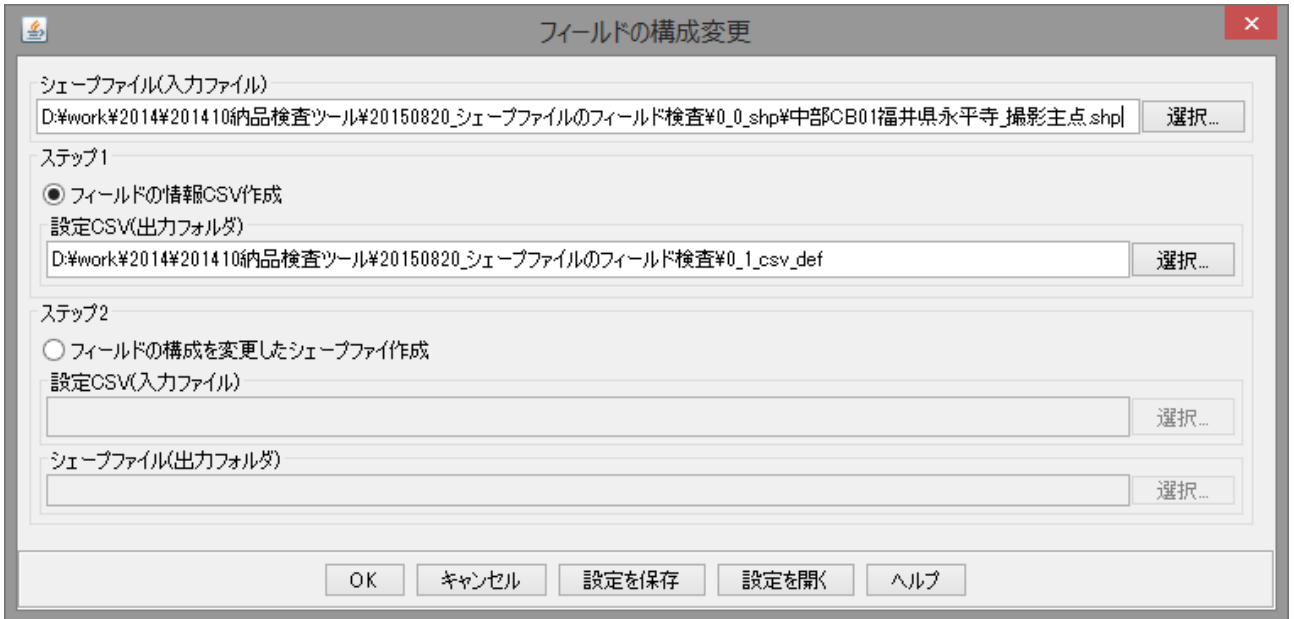 フィールドの構成変更
シェープファイル(入力ファイル)
D:¥work¥2014¥201410納品検査ツール¥20150820_シェープファイルのフィールド検査¥0_0_shp¥中部CB01福井県永平寺_撮影主点.shp
選択...
ステップ1
フィールドの情報CSV作成
設定CSV(出力フォルダ)
D:¥work¥2014¥201410納品検査ツール¥20150820_シェープファイルのフィールド検査¥0_1_csv_def
選択...
ステップ2
フィールドの構成を変更したシェープファイ作成
設定CSV(入力ファイル)
選択...
シェープファイル(出力フォルダ)
選択...
OK
キャンセル
設定を保存
設定を開く
ヘルプ